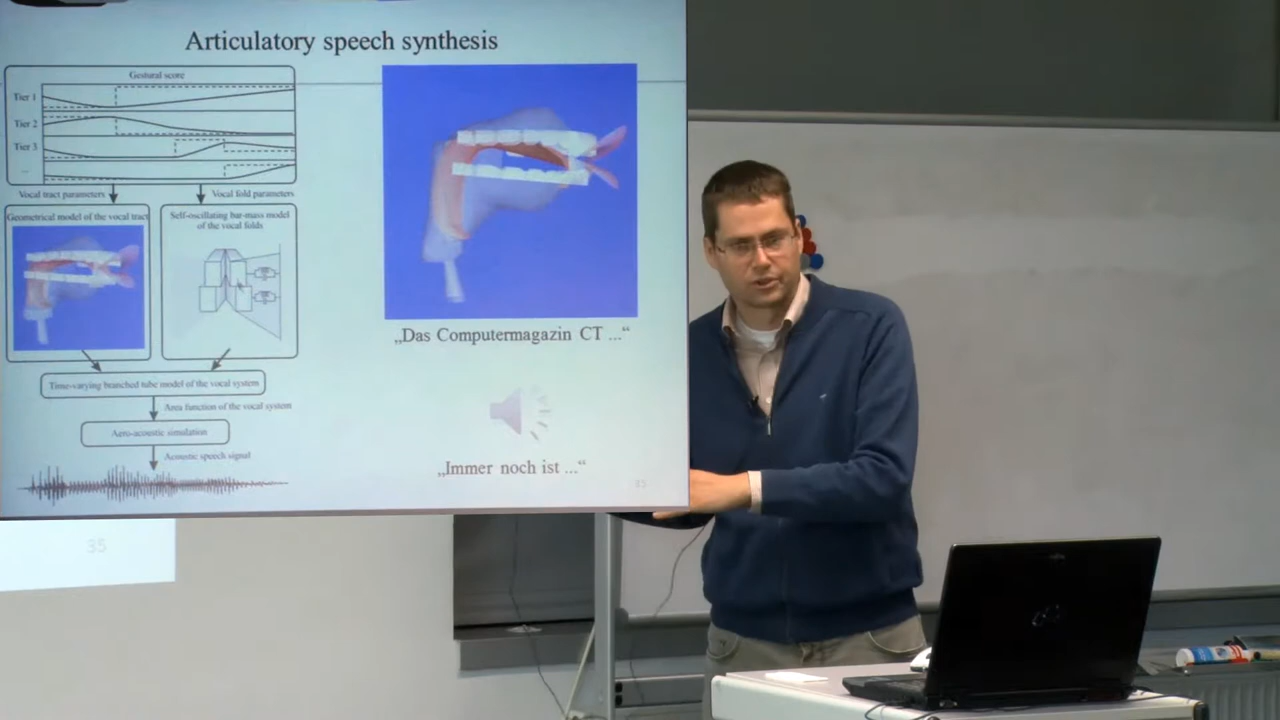 Articulatory speech synthesis
Gestural score
Tier 1
Tier 2
Tier 3
...
Vocal tract parameters
Vocal fold parameters
Geometrical model of the vocal tract
Self-oscillating bar-mass model
of the vocal folds
Time-varying branched tube model of the vocal system
Area function of the vocal system
Aero-acoustic simulation
Acoustic speech signal
„Das Computermagazin CT ...“
„Immer noch ist ...“
35
35